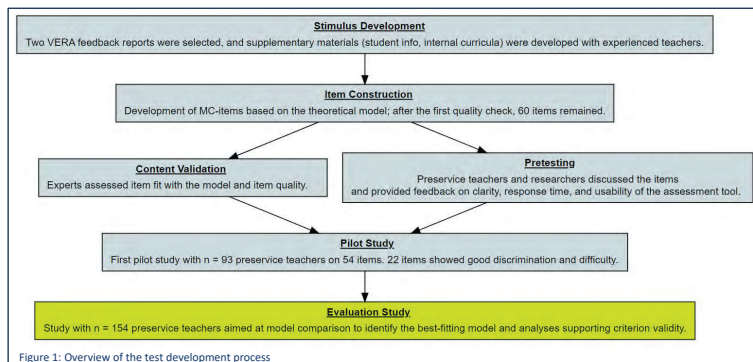 Stimulus Development
Two VERA feedback reports were selected, and supplementary materials (student info, internal curricula) were developed with experienced teachers.
Item Construction
Development of MC-items based on the theoretical model; after the first quality check, 60 items remained.
Content Validation
Experts assessed item fit with the model and item quality.
Pretesting
Preservice teachers and researchers discussed the items
and provided feedback on clarity, response time, and usability of the assessment tool.
Pilot Study
First pilot study with n = 93 preservice teachers on 54 items. 22 items showed good discrimination and difficulty.
Evaluation Study
Study with n = 154 preservice teachers aimed at model comparison to identify the best-fitting model and analyses supporting criterion validity.
Figure 1: Overview of the test development process